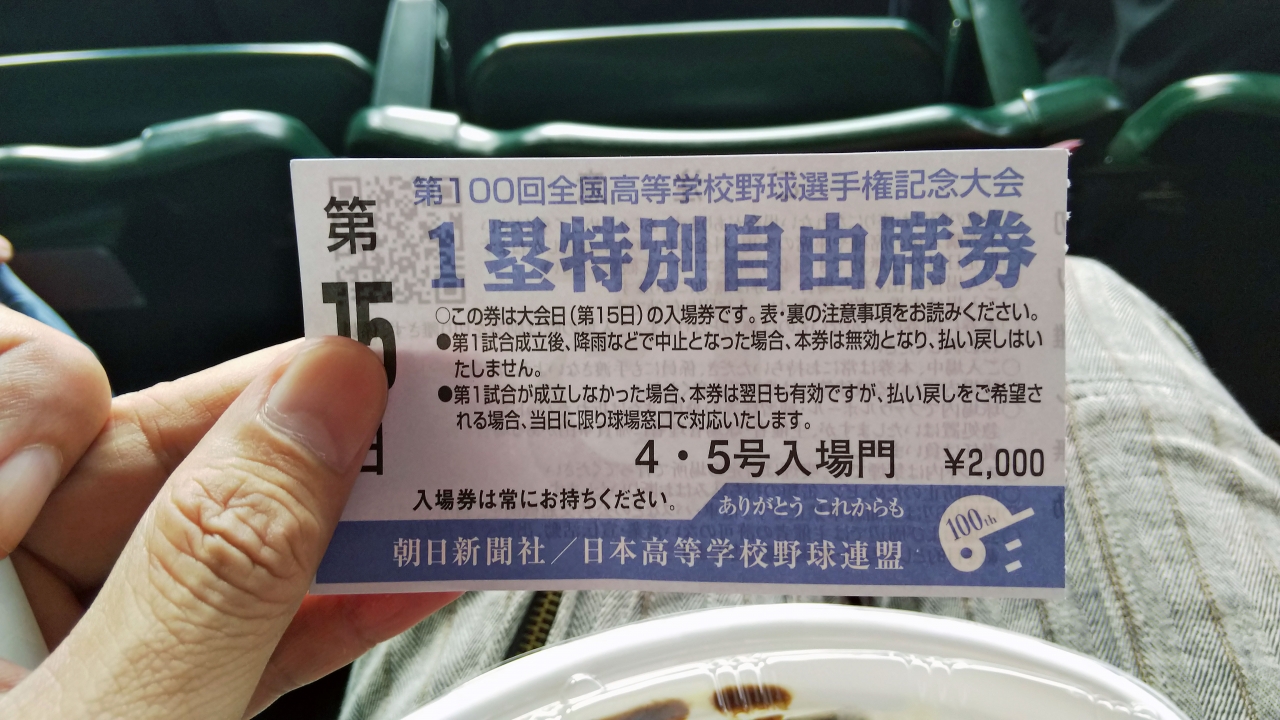 第100回全国高等学校野球選手権記念大会
第15日
1塁特別自由席券
○この券は大会日(第15日)の入場券です。表・裏の注意事項をお読みください。
●第1試合成立後、降雨などで中止となった場合、本券は無効となり、払い戻しはい
たしません。
●第1試合が成立しなかった場合、本券は翌日も有効ですが、払い戻しをご希望さ
れる場合、当日に限り球場窓口で対応いたします。
4・5号入場門 ¥2,000
入場券は常にお持ちください。
ありがとう これからも
100th
朝日新聞社/日本高等学校野球連盟